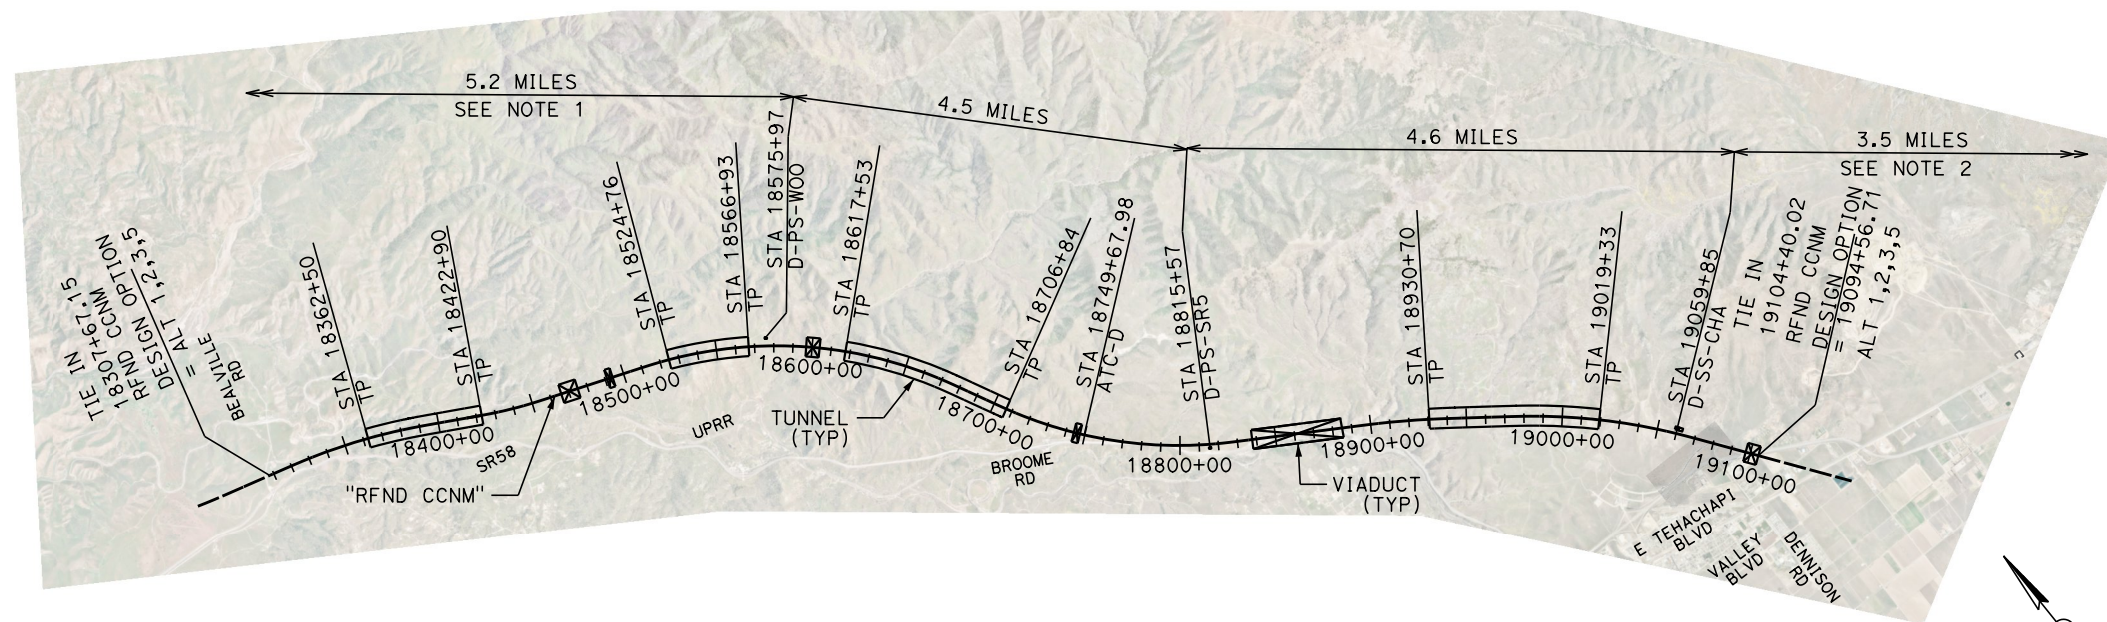 5.2 MILES
SEE NOTE 1
4.5 MILES
4.6 MILES
3.5 MILES
SEE NOTE 2
TIE IN
18307+67.15
RFND CCNM
DESIGN OPTION
= ALT 1,2,3,5
BEALVILLE
RD
STA 18362+50
TP
STA 18422+90
TP
STA 18524+76
TP
STA 18566+93
TP
STA 18575+97
D-PS-WOO
STA 18617+53
TP
STA 18706+84
TP
STA 18749+67.98
ATC-D
STA 18815+57
D-PS-SR5
STA 18930+70
TP
STA 19019+33
TP
STA 19059+85
D-SS-CHA
TIE IN
19104+40.02
RFND CCNM
DESIGN OPTION
= 19094+56.71
ALT 1,2,3,5
18400+00
18500+00
18600+00
18700+00
18800+00
18900+00
19000+00
19100+00
SR58
"RFND CCNM"
UPRR
TUNNEL
(TYP)
BROOME
RD
VIADUCT
(TYP)
E TEHACHAPI
BLVD
VALLEY
BLVD
DENNISON
RD